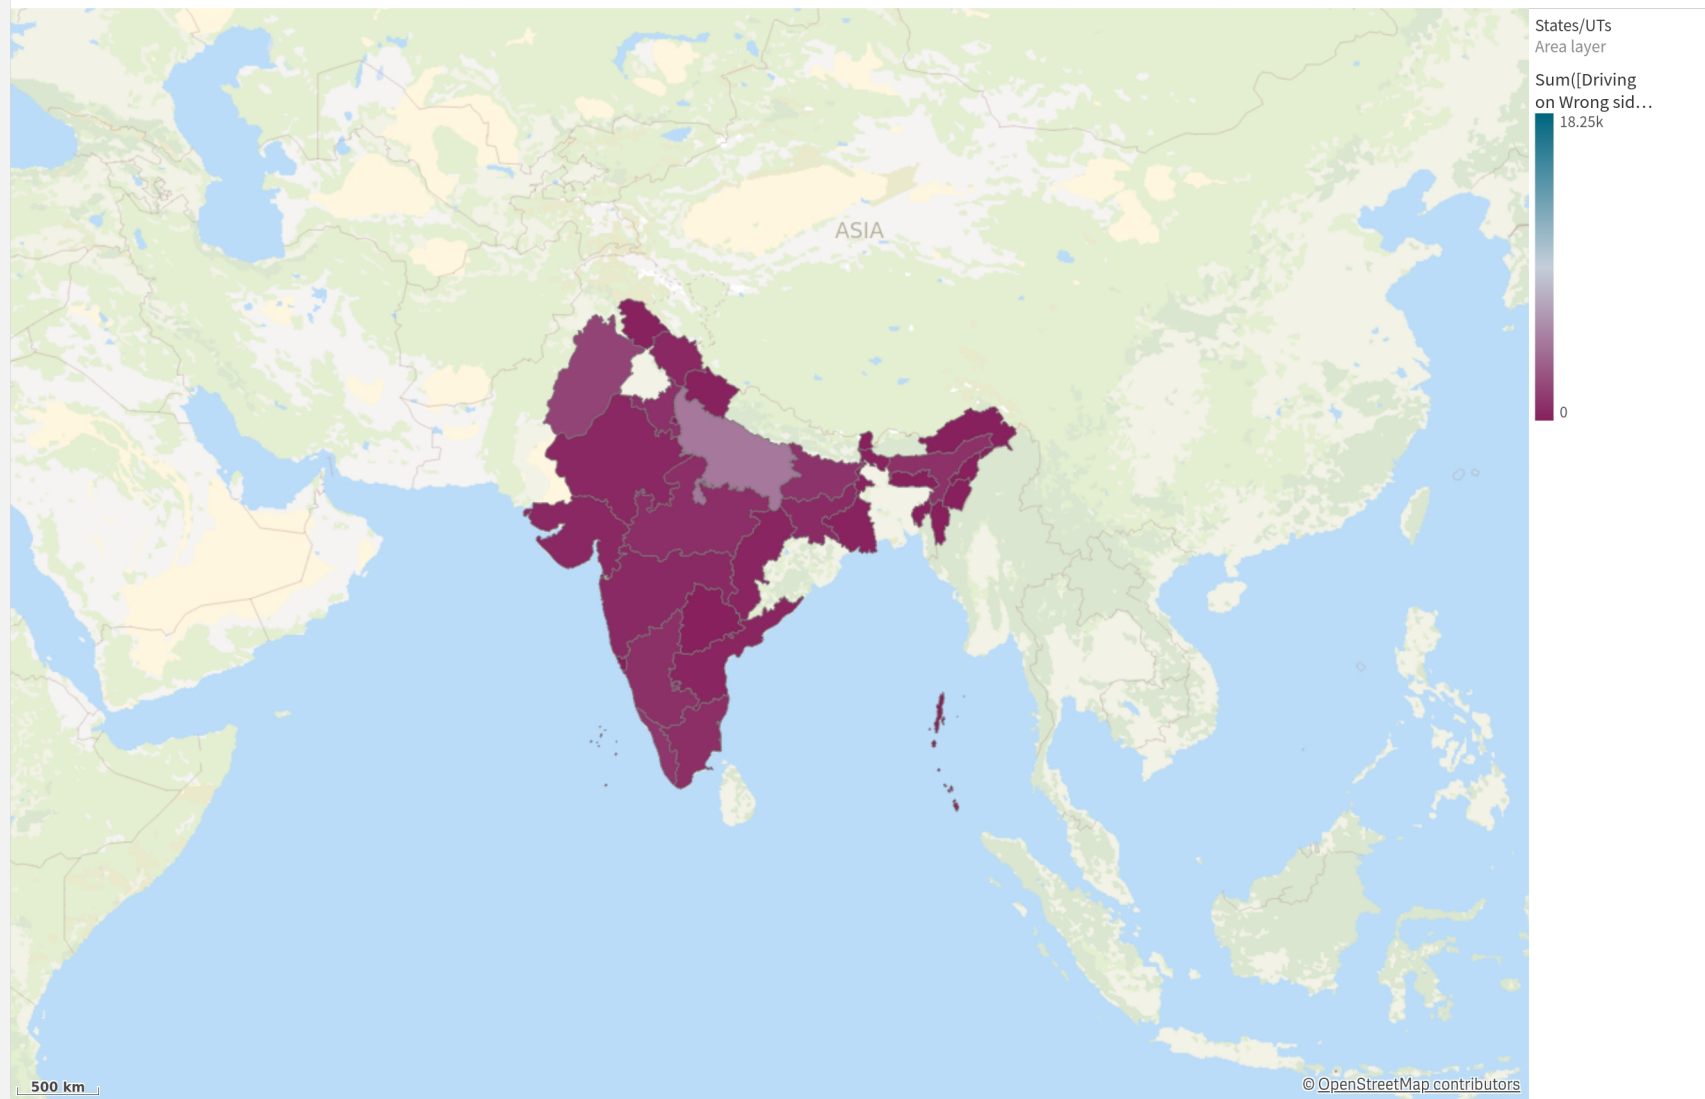 States/UTs
Area layer
Sum([Driving
on Wrong sid…
18.25k
0
ASIA
500 km
© OpenStreetMap contributors